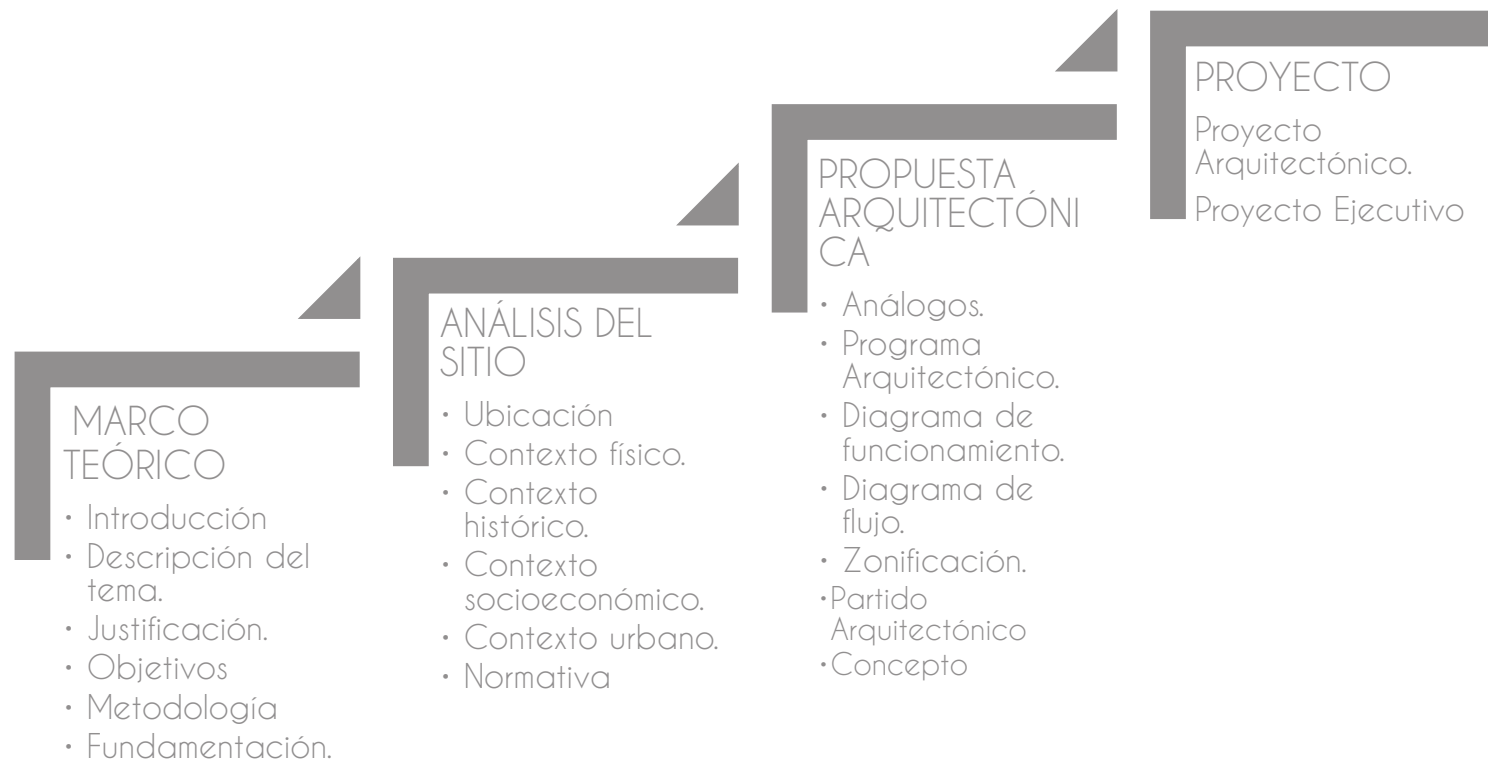 MARCO
TEÓRICO
• Introducción
• Descripción del
tema.
• Justificación.
• Objetivos
• Metodología
• Fundamentación.
ANÁLISIS DEL
SITIO
• Ubicación
• Contexto físico.
• Contexto
histórico.
• Contexto
socioeconómico.
• Contexto urbano.
• Normativa
PROPUESTA
ARQUITECTÓNI
CA
• Análogos.
• Programa
Arquitectónico.
• Diagrama de
funcionamiento.
• Diagrama de
flujo.
• Zonificación.
•Partido
Arquitectónico
•Concepto
PROYECTO
Proyecto
Arquitectónico.
Proyecto Ejecutivo